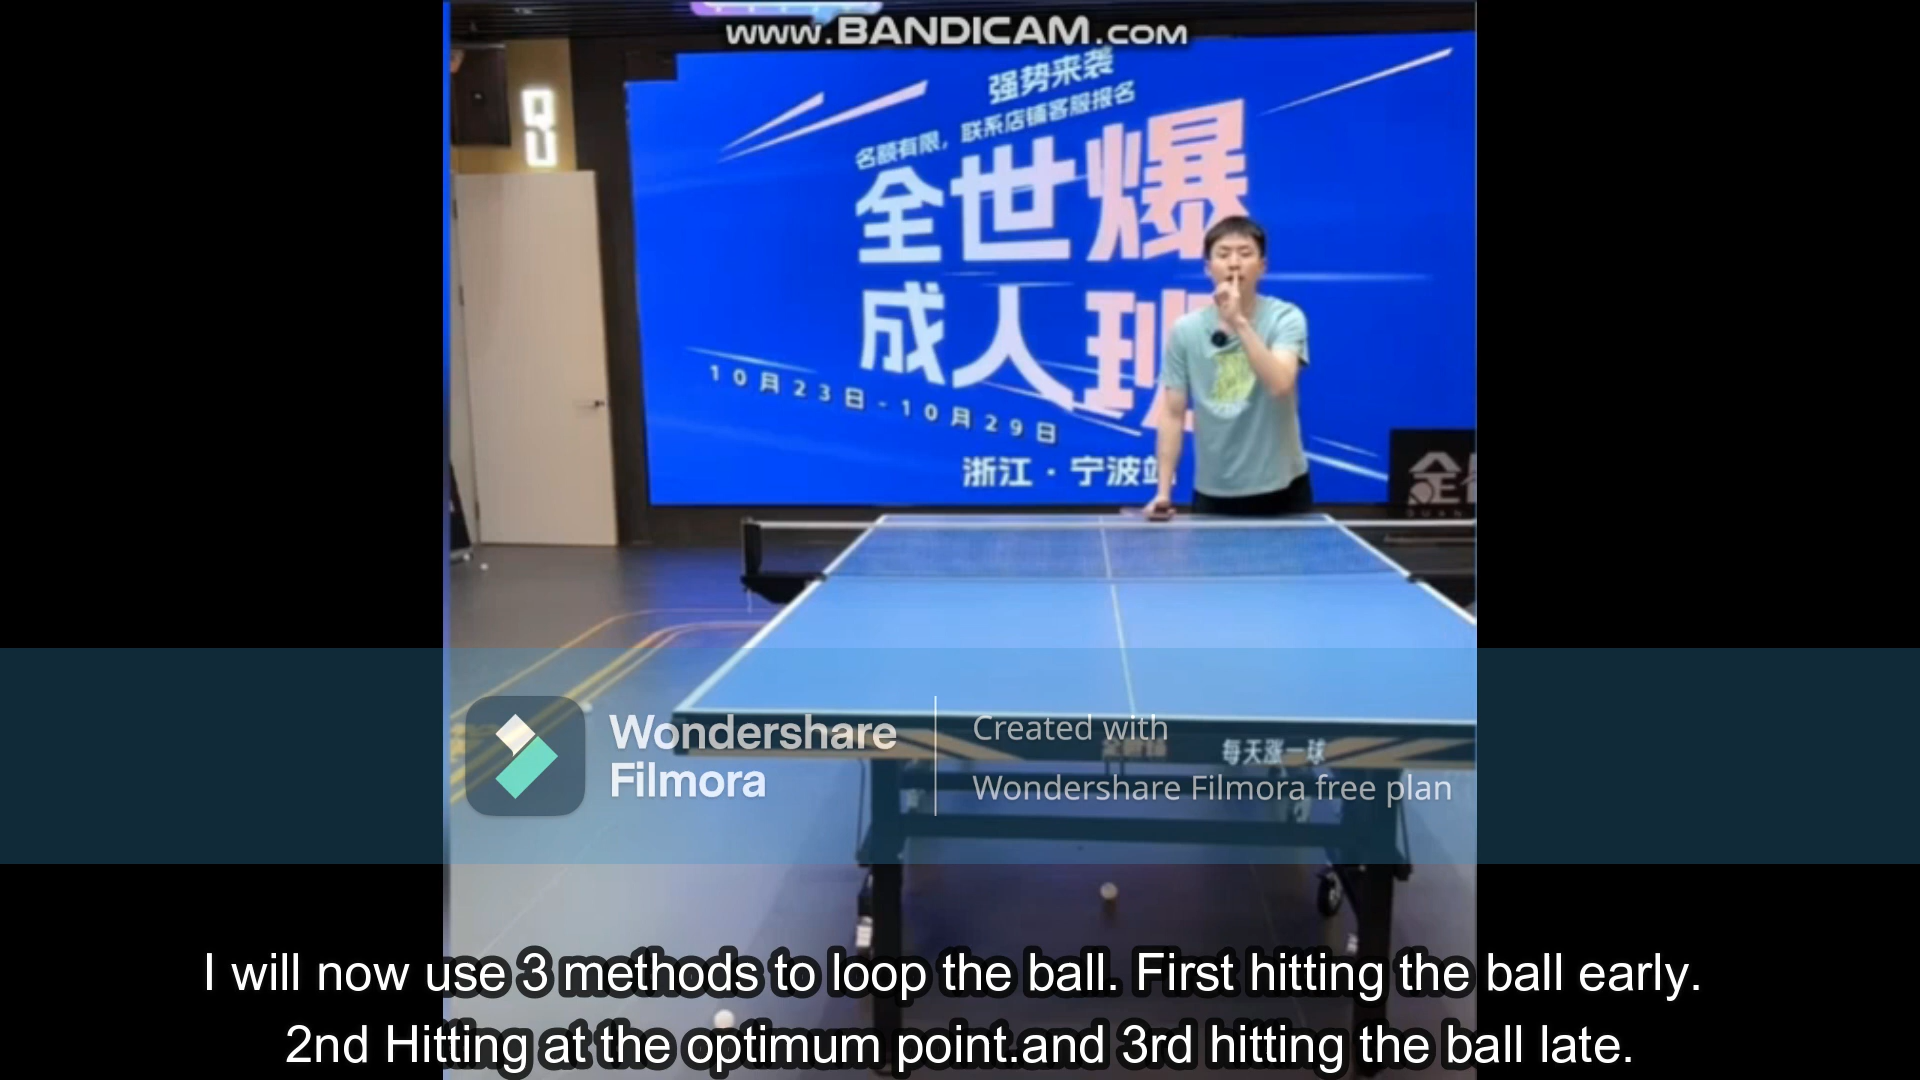 www.BANDICAM.com
强势来袭
名额有限，联系店铺客服报名
全世爆
成人班
10月23日-10月29日
浙江·宁波站
全
Wondershare
Filmora
Created with
Wondershare Filmora free plan
每天涨一球
I will now use 3 methods to loop the ball. First hitting the ball early.
2nd Hitting at the optimum point.and 3rd hitting the ball late.